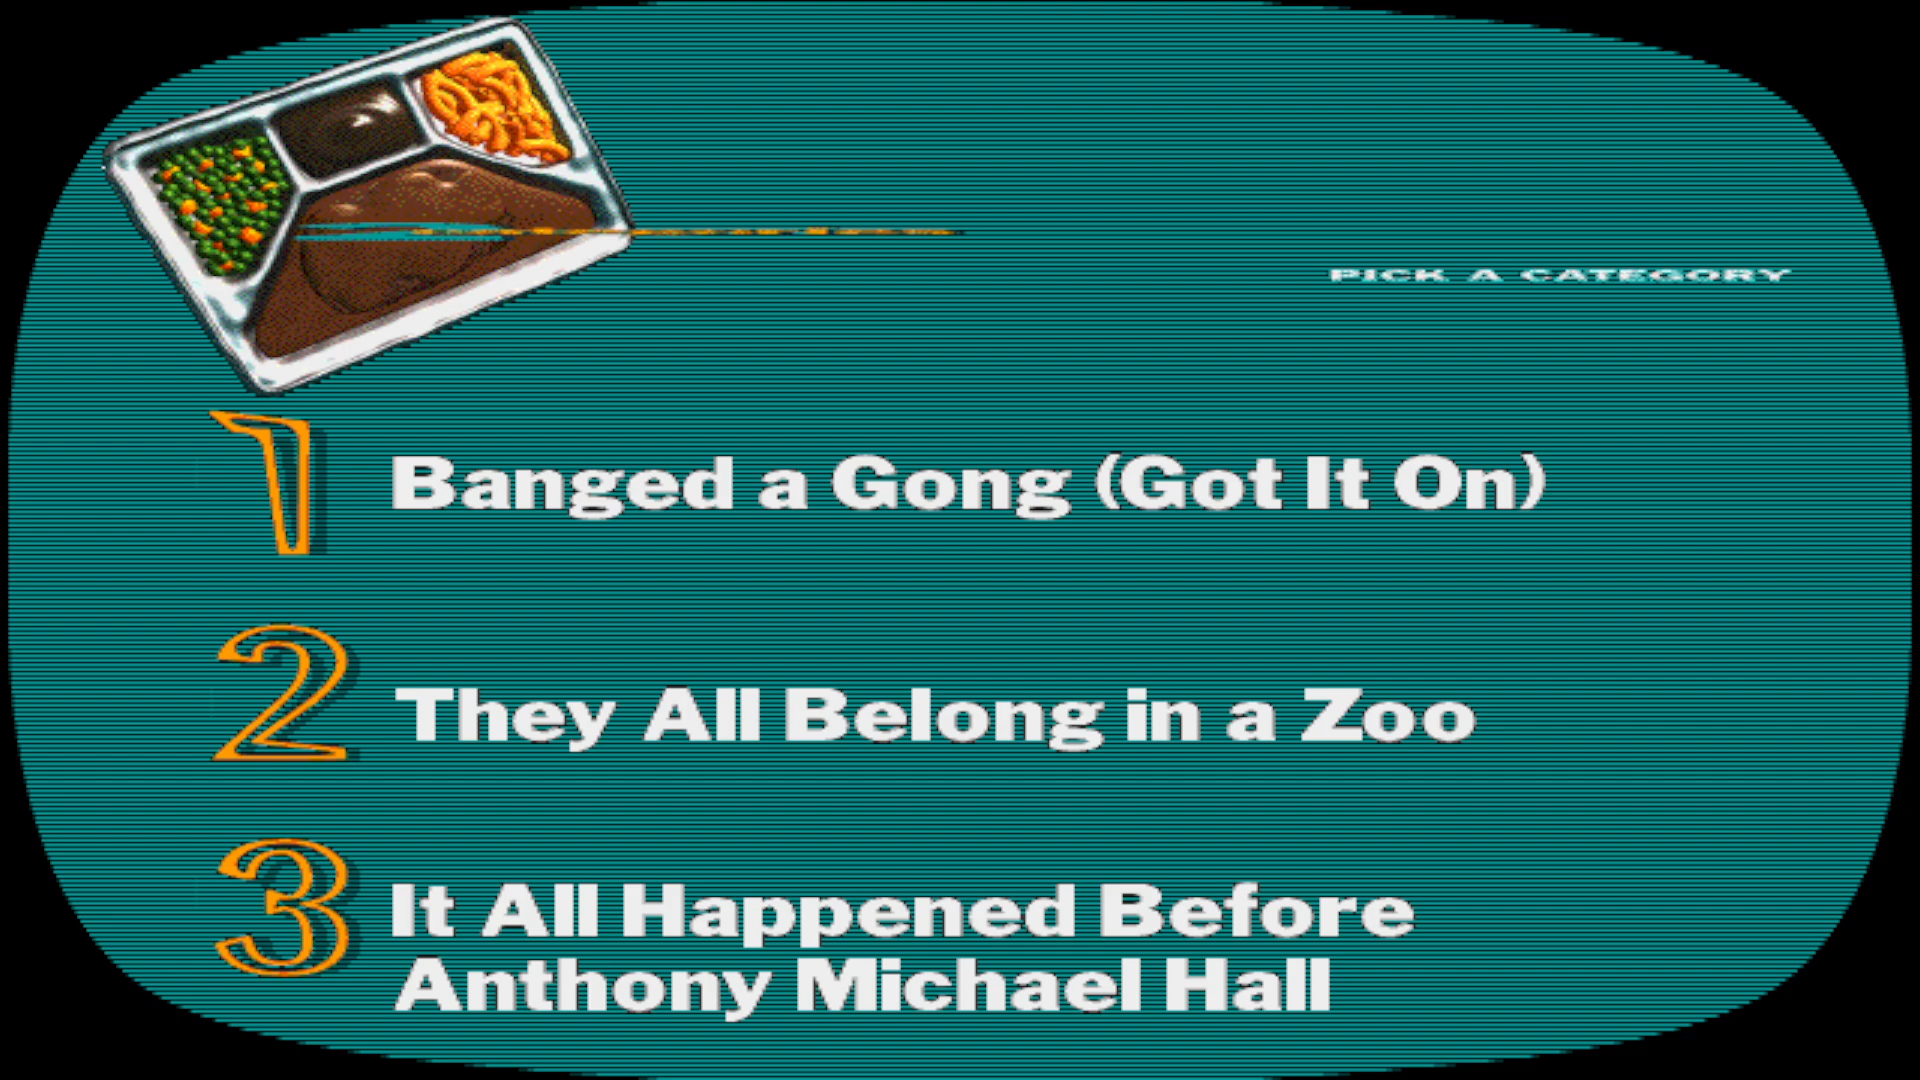 PICK A CATEGORY
1 Banged a Gong (Got It On)
2 They All Belong in a Zoo
3 It All Happened Before
Anthony Michael Hall